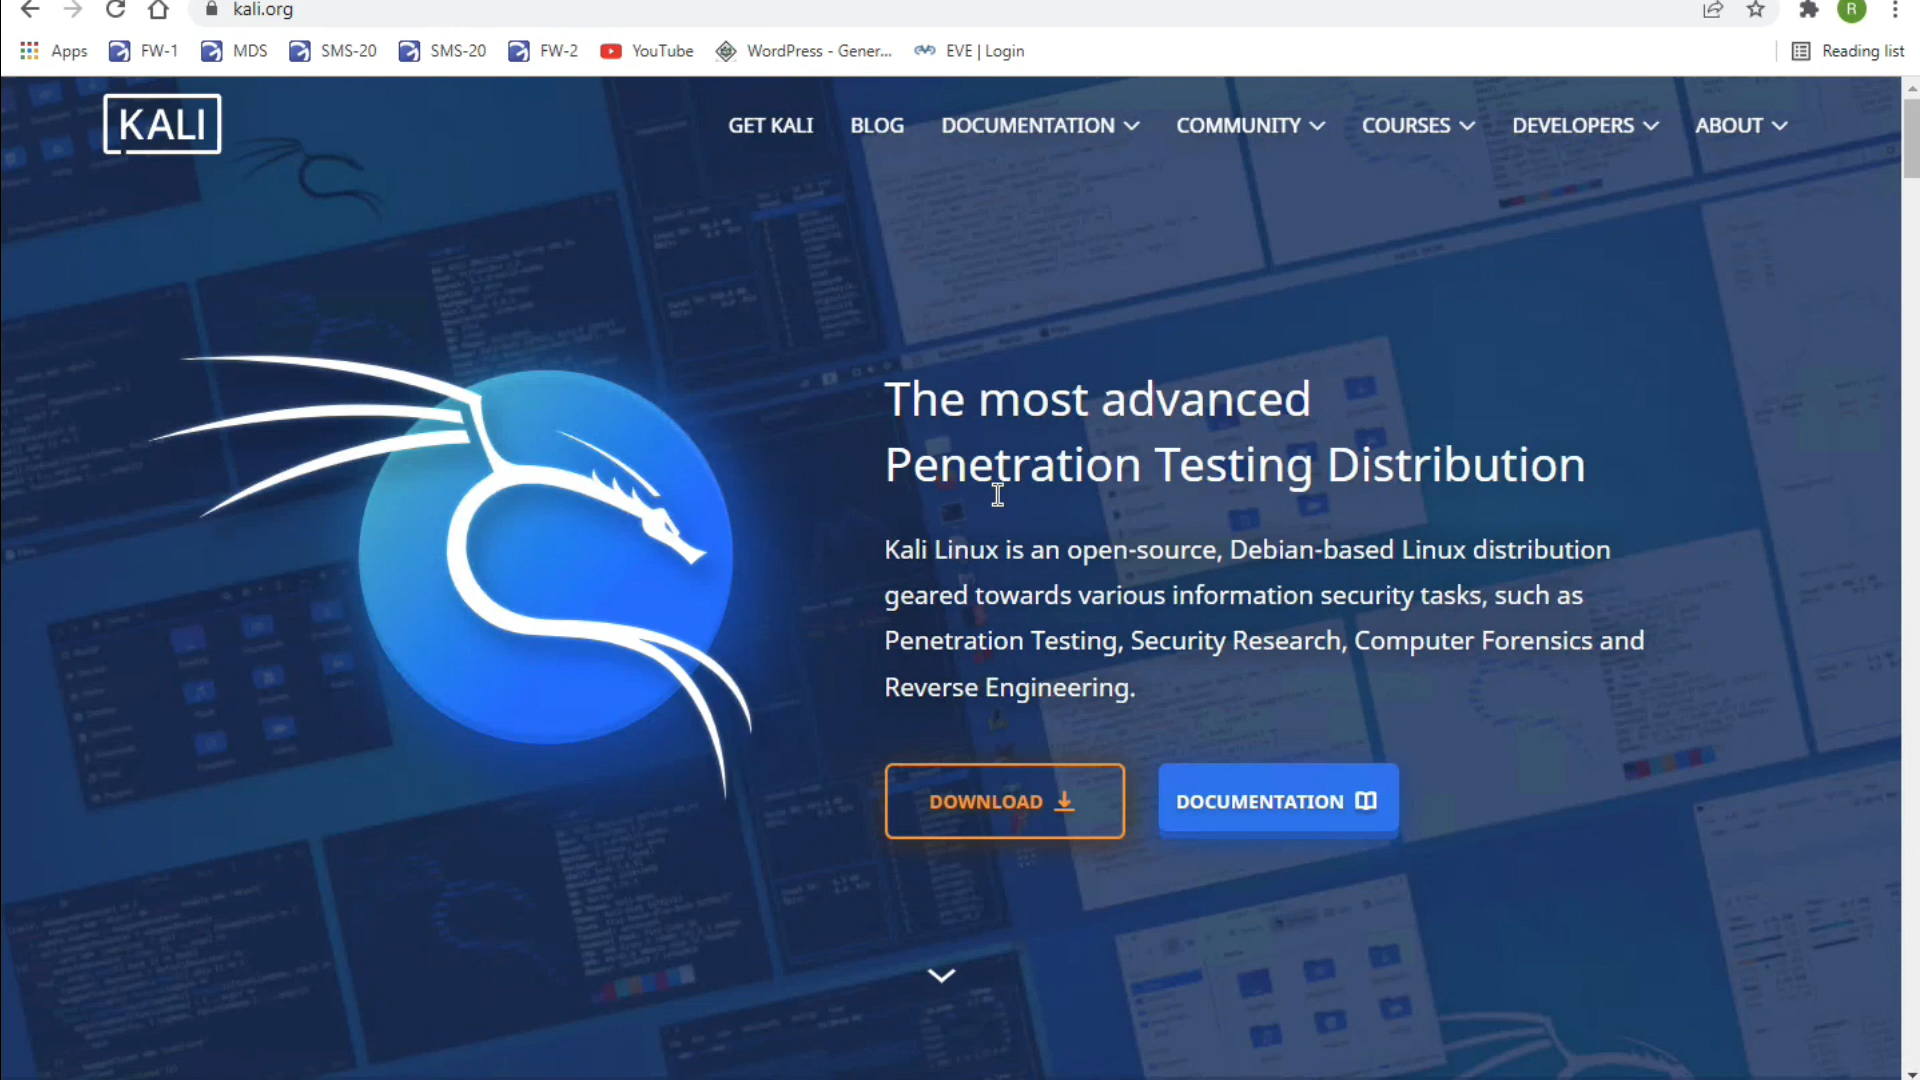 kali.org
R
Apps FW-1 MDS SMS-20 SMS-20 FW-2 YouTube WordPress - Gener... EVE | Login Reading list
KALI GET KALI BLOG DOCUMENTATION COMMUNITY COURSES DEVELOPERS ABOUT
The most advanced
Penetration Testing Distribution
Kali Linux is an open-source, Debian-based Linux distribution
geared towards various information security tasks, such as
Penetration Testing, Security Research, Computer Forensics and
Reverse Engineering.
DOWNLOAD DOCUMENTATION